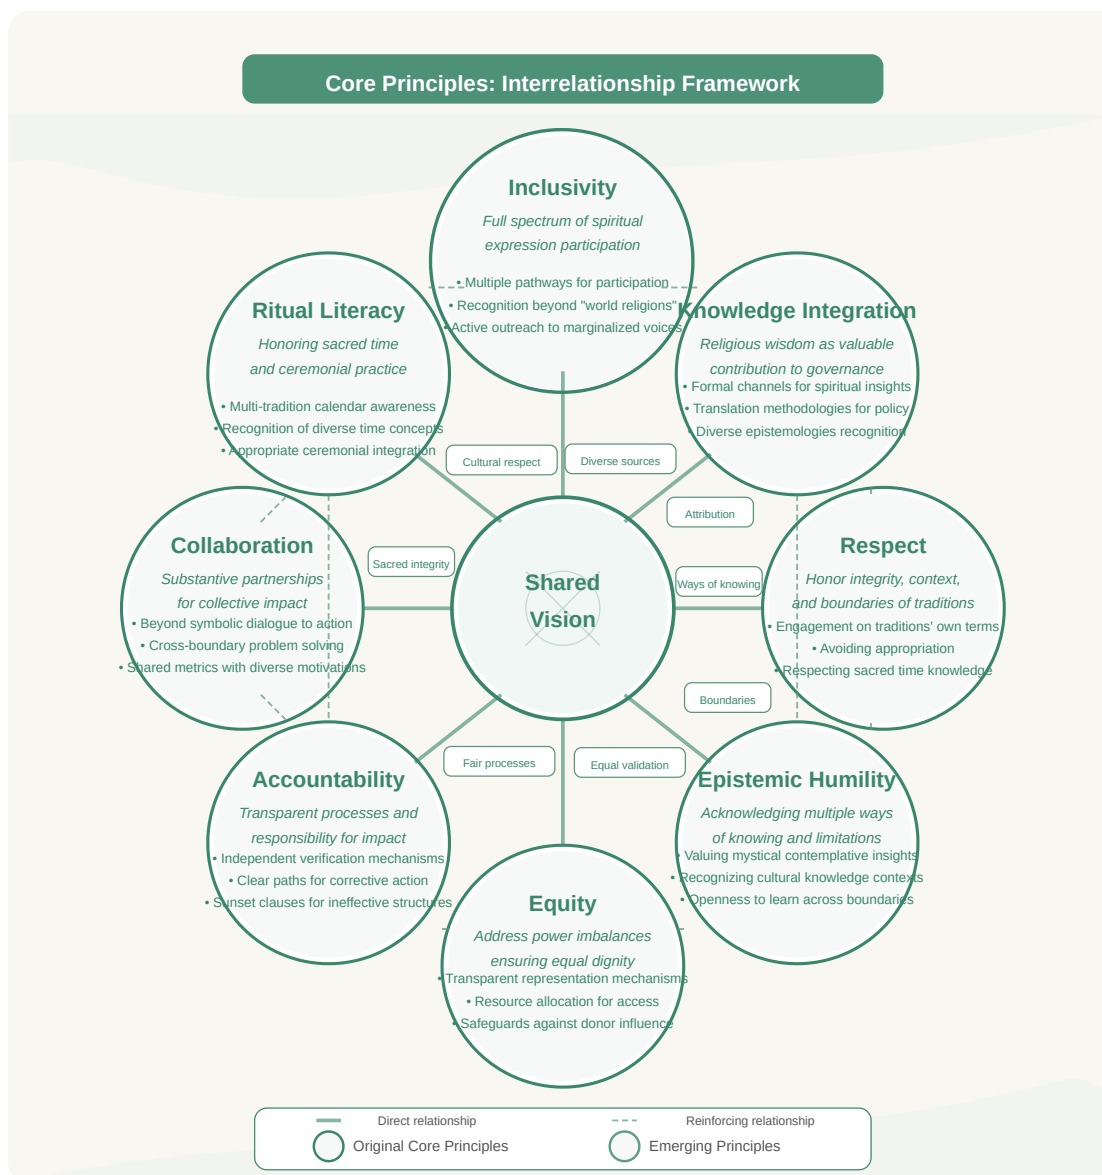 Core Principles: Interrelationship Framework
Inclusivity
Full spectrum of spiritual
expression participation
• Multiple pathways for participation
• Recognition beyond "world religions"
• Active outreach to marginalized voices
Ritual Literacy
Honoring sacred time
and ceremonial practice
• Multi-tradition calendar awareness
• Recognition of diverse time concepts
• Appropriate ceremonial integration
Knowledge Integration
Religious wisdom as valuable
contribution to governance
• Formal channels for spiritual insights
• Translation methodologies for policy
• Diverse epistemologies recognition
Cultural respect
Diverse sources
Attribution
Collaboration
Substantive partnerships
for collective impact
• Beyond symbolic dialogue to action
• Cross-boundary problem solving
• Shared metrics with diverse motivations
Sacred integrity
Shared
Vision
Ways of knowing
Respect
Honor integrity, context,
and boundaries of traditions
• Engagement on traditions' own terms
• Avoiding appropriation
• Respecting sacred time knowledge
Boundaries
Fair processes
Equal validation
Accountability
Transparent processes and
responsibility for impact
• Independent verification mechanisms
• Clear paths for corrective action
• Sunset clauses for ineffective structures
Epistemic Humility
Acknowledging multiple ways
of knowing and limitations
• Valuing mystical contemplative insights
• Recognizing cultural knowledge contexts
• Openness to learn across boundaries
Equity
Address power imbalances
ensuring equal dignity
• Transparent representation mechanisms
• Resource allocation for access
• Safeguards against donor influence
Direct relationship
Reinforcing relationship
Original Core Principles
Emerging Principles